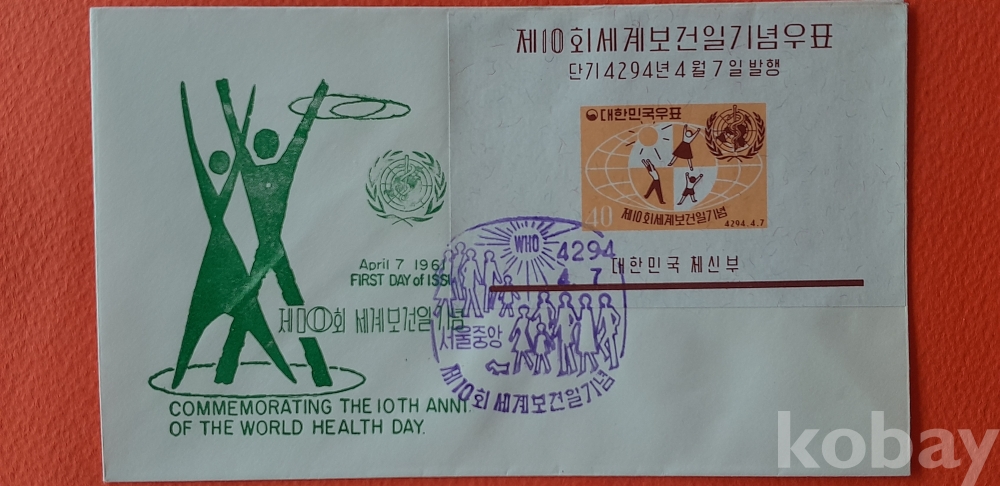 제10회세계보건일기념우표
단기4294년4월7일발행
대한민국우표
40
제10회세계보건일기념
4294.4.7
대한민국 체신부
April 7 1961
FIRST DAY of ISSU
제10회 세계보건일기념
COMMEMORATING THE 10TH ANNT.
OF THE WORLD HEALTH DAY.
WHO
4294
4. 7
서울중앙
제10회 세계보건일기념
kobay